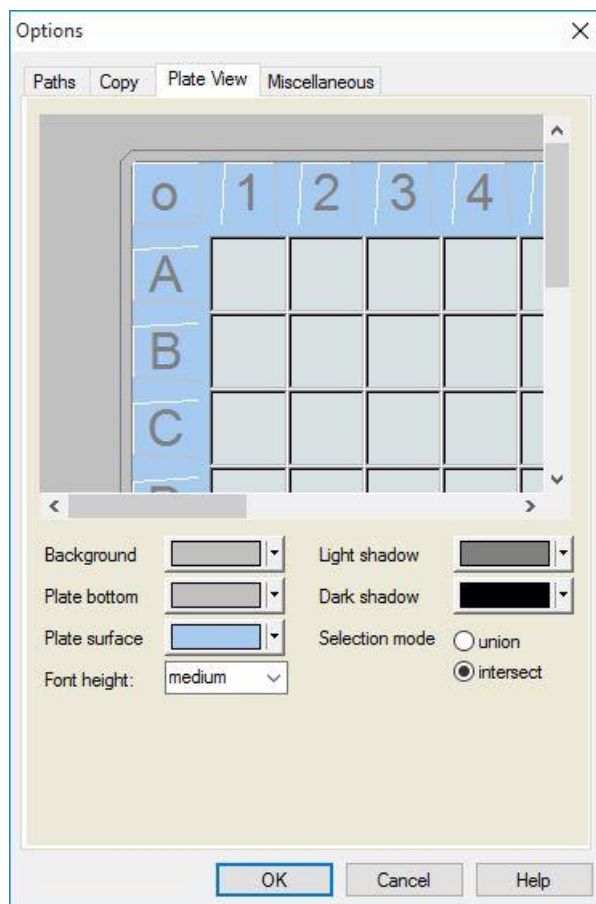 Options
Paths Copy Plate View Miscellaneous
o 1 2 3 4
A
B
C
Background Light shadow
Plate bottom Dark shadow
Plate surface Selection mode union
Font height: medium intersect
OK Cancel Help